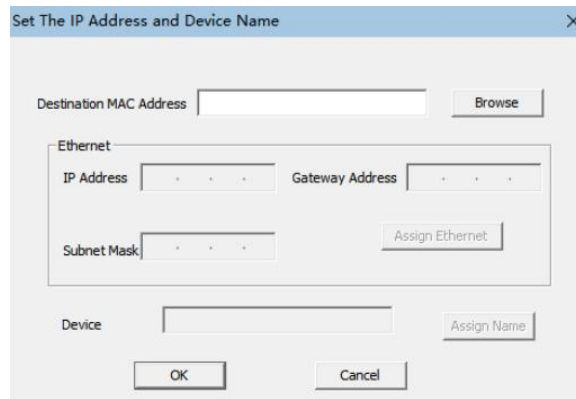 Set The IP Address and Device Name
Destination MAC Address Browse
Ethernet
IP Address . . . Gateway Address . . .
Subnet Mask . . . Assign Ethernet
Device Assign Name
OK Cancel